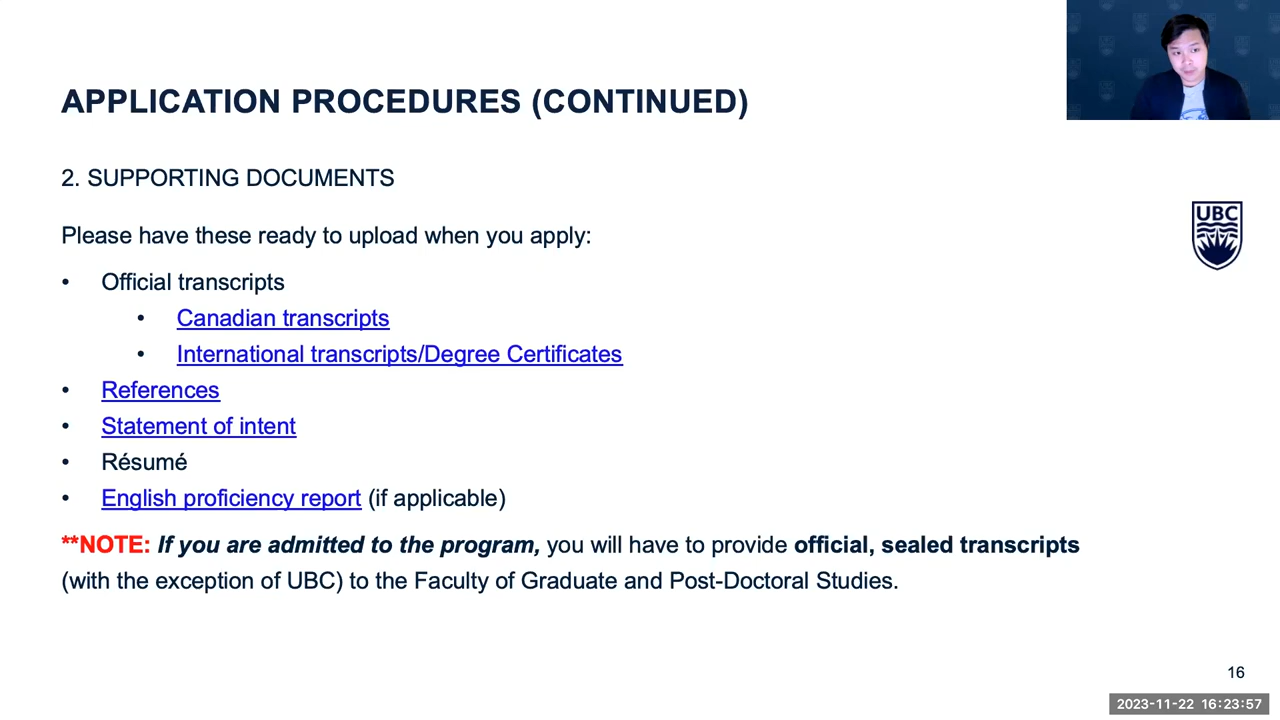 APPLICATION PROCEDURES (CONTINUED)
2. SUPPORTING DOCUMENTS
UBC
Please have these ready to upload when you apply:
• Official transcripts
• Canadian transcripts
• International transcripts/Degree Certificates
• References
• Statement of intent
• Résumé
• English proficiency report (if applicable)
**NOTE: If you are admitted to the program, you will have to provide official, sealed transcripts
(with the exception of UBC) to the Faculty of Graduate and Post-Doctoral Studies.
16
2023-11-22 16:23:57